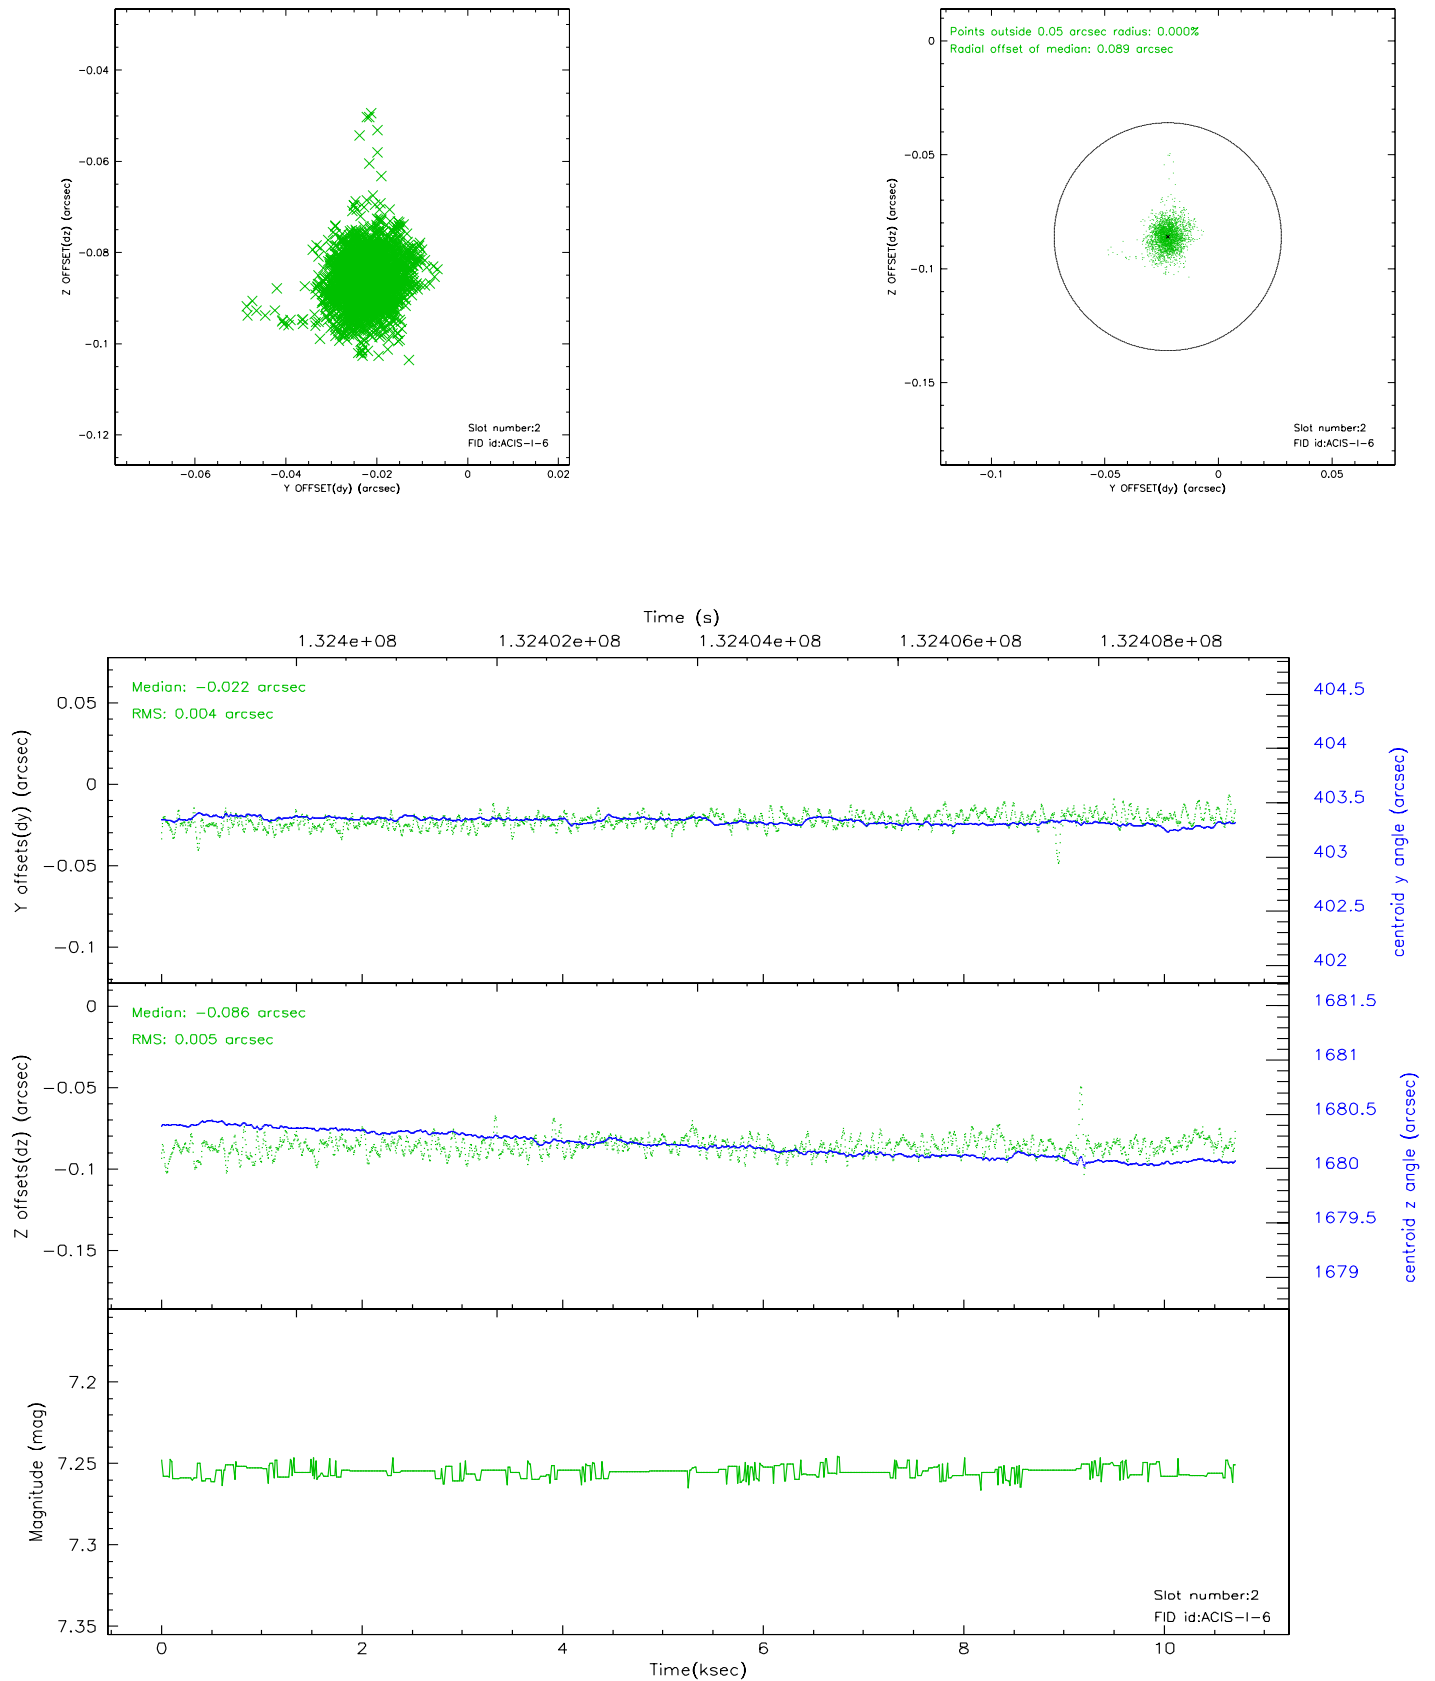 −0.04
−0.06
−0.08
−0.1
−0.12
Z OFFSET(dz) (arcsec)
Slot number:2
FID id:ACIS−I−6
−0.06 −0.04 −0.02 0 0.02
Y OFFSET(dy) (arcsec)
Points outside 0.05 arcsec radius: 0.000%
Radial offset of median: 0.089 arcsec
0
−0.05
−0.1
−0.15
Z OFFSET(dz) (arcsec)
Slot number:2
FID id:ACIS−I−6
−0.1 −0.05 0 0.05
Y OFFSET(dy) (arcsec)
Time (s)
1.324e+08 1.32402e+08 1.32404e+08 1.32406e+08 1.32408e+08
Median: −0.022 arcsec
RMS: 0.004 arcsec
0.05
0
−0.05
−0.1
Y offsets(dy) (arcsec)
404.5
404
403.5
403
402.5
402
centroid y angle (arcsec)
Median: −0.086 arcsec
RMS: 0.005 arcsec
0
−0.05
−0.1
−0.15
Z offsets(dz) (arcsec)
1681.5
1681
1680.5
1680
1679.5
1679
centroid z angle (arcsec)
7.2
7.25
7.3
7.35
Magnitude (mag)
Slot number:2
FID id:ACIS−I−6
0 2 4 6 8 10
Time(ksec)